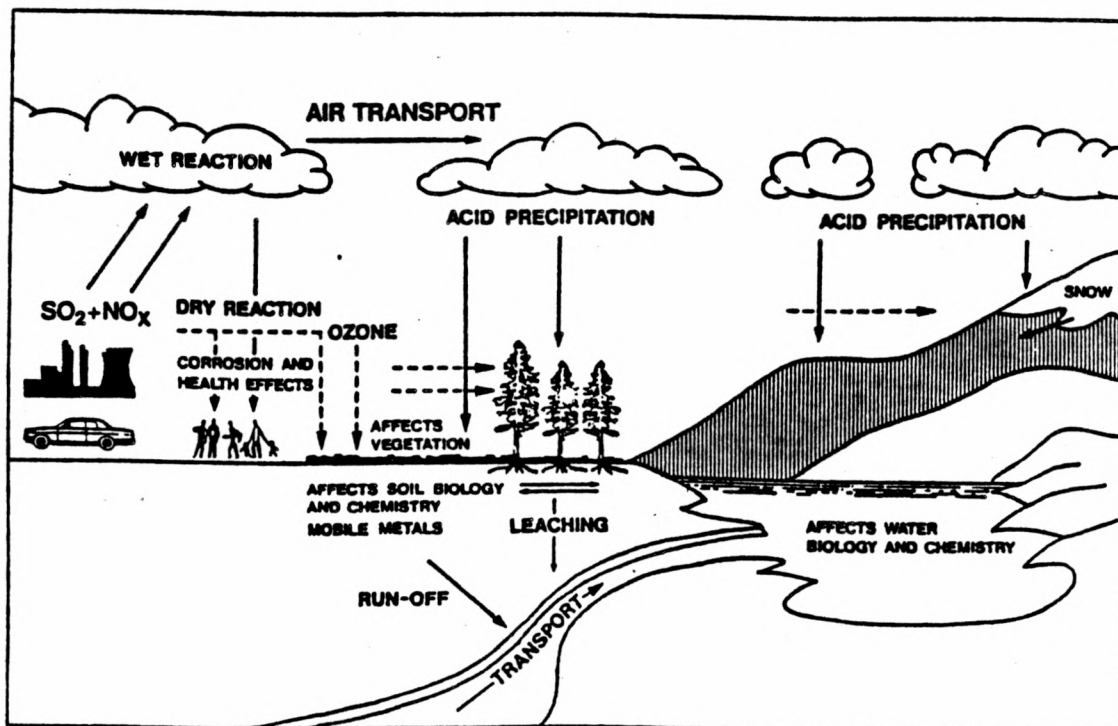 AIR TRANSPORT
WET REACTION
ACID PRECIPITATION
ACID PRECIPITATION
SNOW
SO₂+NOₓ
DRY REACTION
OZONE
CORROSION AND
HEALTH EFFECTS
AFFECTS
VEGETATION
AFFECTS SOIL BIOLOGY
AND CHEMISTRY
MOBILE METALS
LEACHING
AFFECTS WATER
BIOLOGY AND CHEMISTRY
RUN-OFF
TRANSPORT